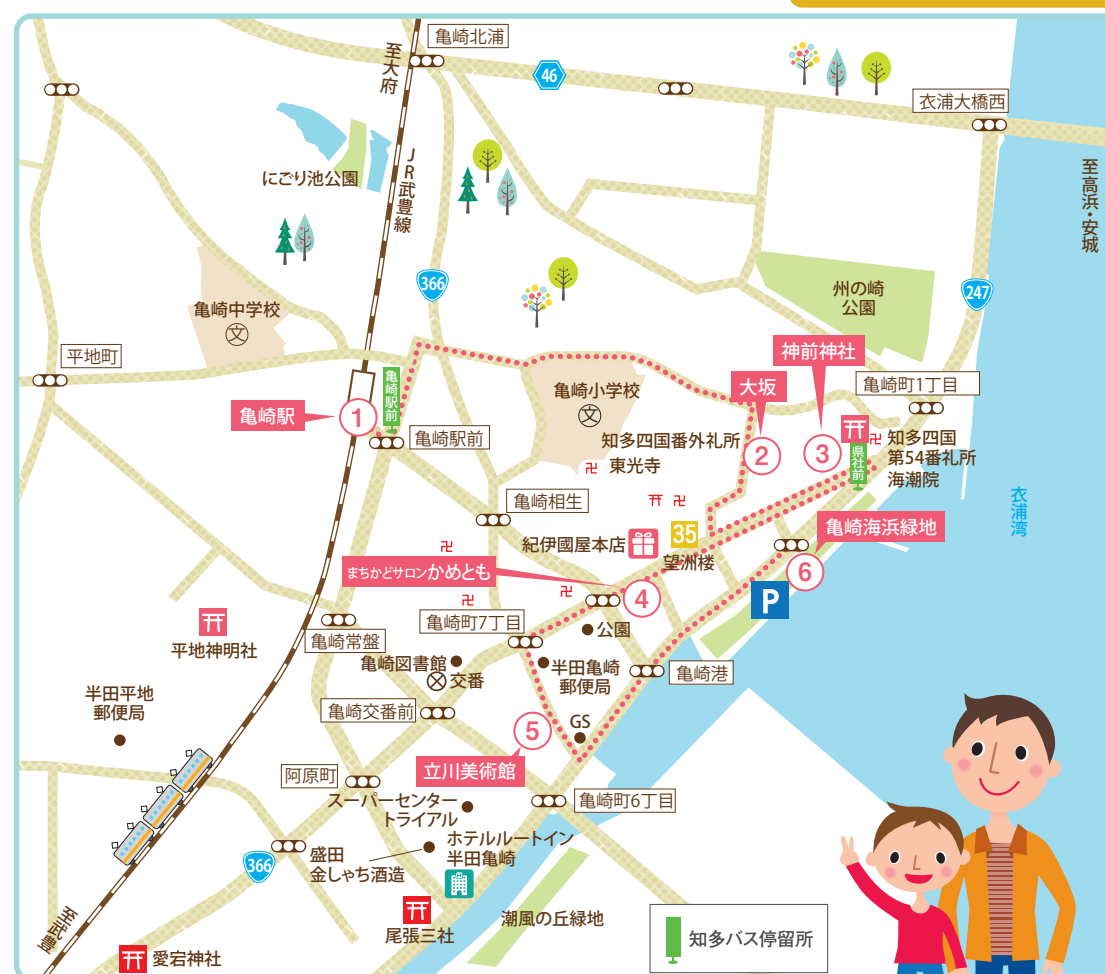 亀崎北浦
至大府
46
衣浦大橋西
JR武豊線
にごり池公園
至高浜・安城
366
247
州の崎
公園
亀崎中学校
文
平地町
神前神社
大坂
亀崎町1丁目
亀崎駅前
亀崎小学校
文
亀崎駅
1
亀崎駅前
知多四国番外礼所
東光寺
2
3
県社前
知多四国
第54番礼所
海潮院
衣浦湾
亀崎相生
35
紀伊國屋本店
望洲楼
亀崎海浜緑地
6
まちかどサロンかめとも
4
P
亀崎町7丁目
公園
平地神明社
亀崎常盤
亀崎図書館
交番
半田亀崎
郵便局
亀崎港
半田平地
郵便局
亀崎交番前
5
GS
立川美術館
阿原町
スーパーセンター
トライアル
亀崎町6丁目
366
盛田
金しゃち酒造
ホテルルートイン
半田亀崎
至武豊
尾張三社
潮風の丘緑地
愛宕神社
知多バス停留所